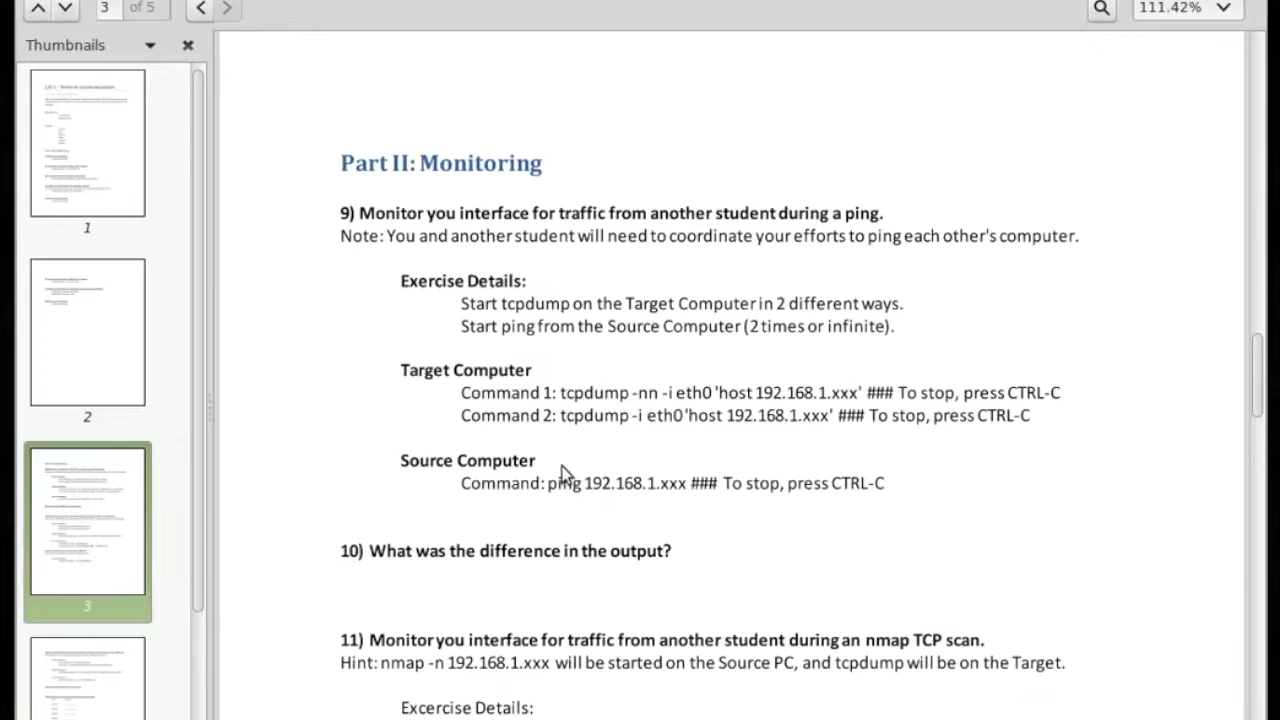 3 of 5
111.42%
Thumbnails
1
2
3
Part II: Monitoring
9) Monitor you interface for traffic from another student during a ping.
Note: You and another student will need to coordinate your efforts to ping each other's computer.
Exercise Details:
Start tcpdump on the Target Computer in 2 different ways.
Start ping from the Source Computer (2 times or infinite).
Target Computer
Command 1: tcpdump -nn -i eth0 'host 192.168.1.xxx' ### To stop, press CTRL-C
Command 2: tcpdump -i eth0 'host 192.168.1.xxx' ### To stop, press CTRL-C
Source Computer
Command: ping 192.168.1.xxx ### To stop, press CTRL-C
10) What was the difference in the output?
11) Monitor you interface for traffic from another student during an nmap TCP scan.
Hint: nmap -n 192.168.1.xxx will be started on the Source PC, and tcpdump will be on the Target.
Excercise Details: